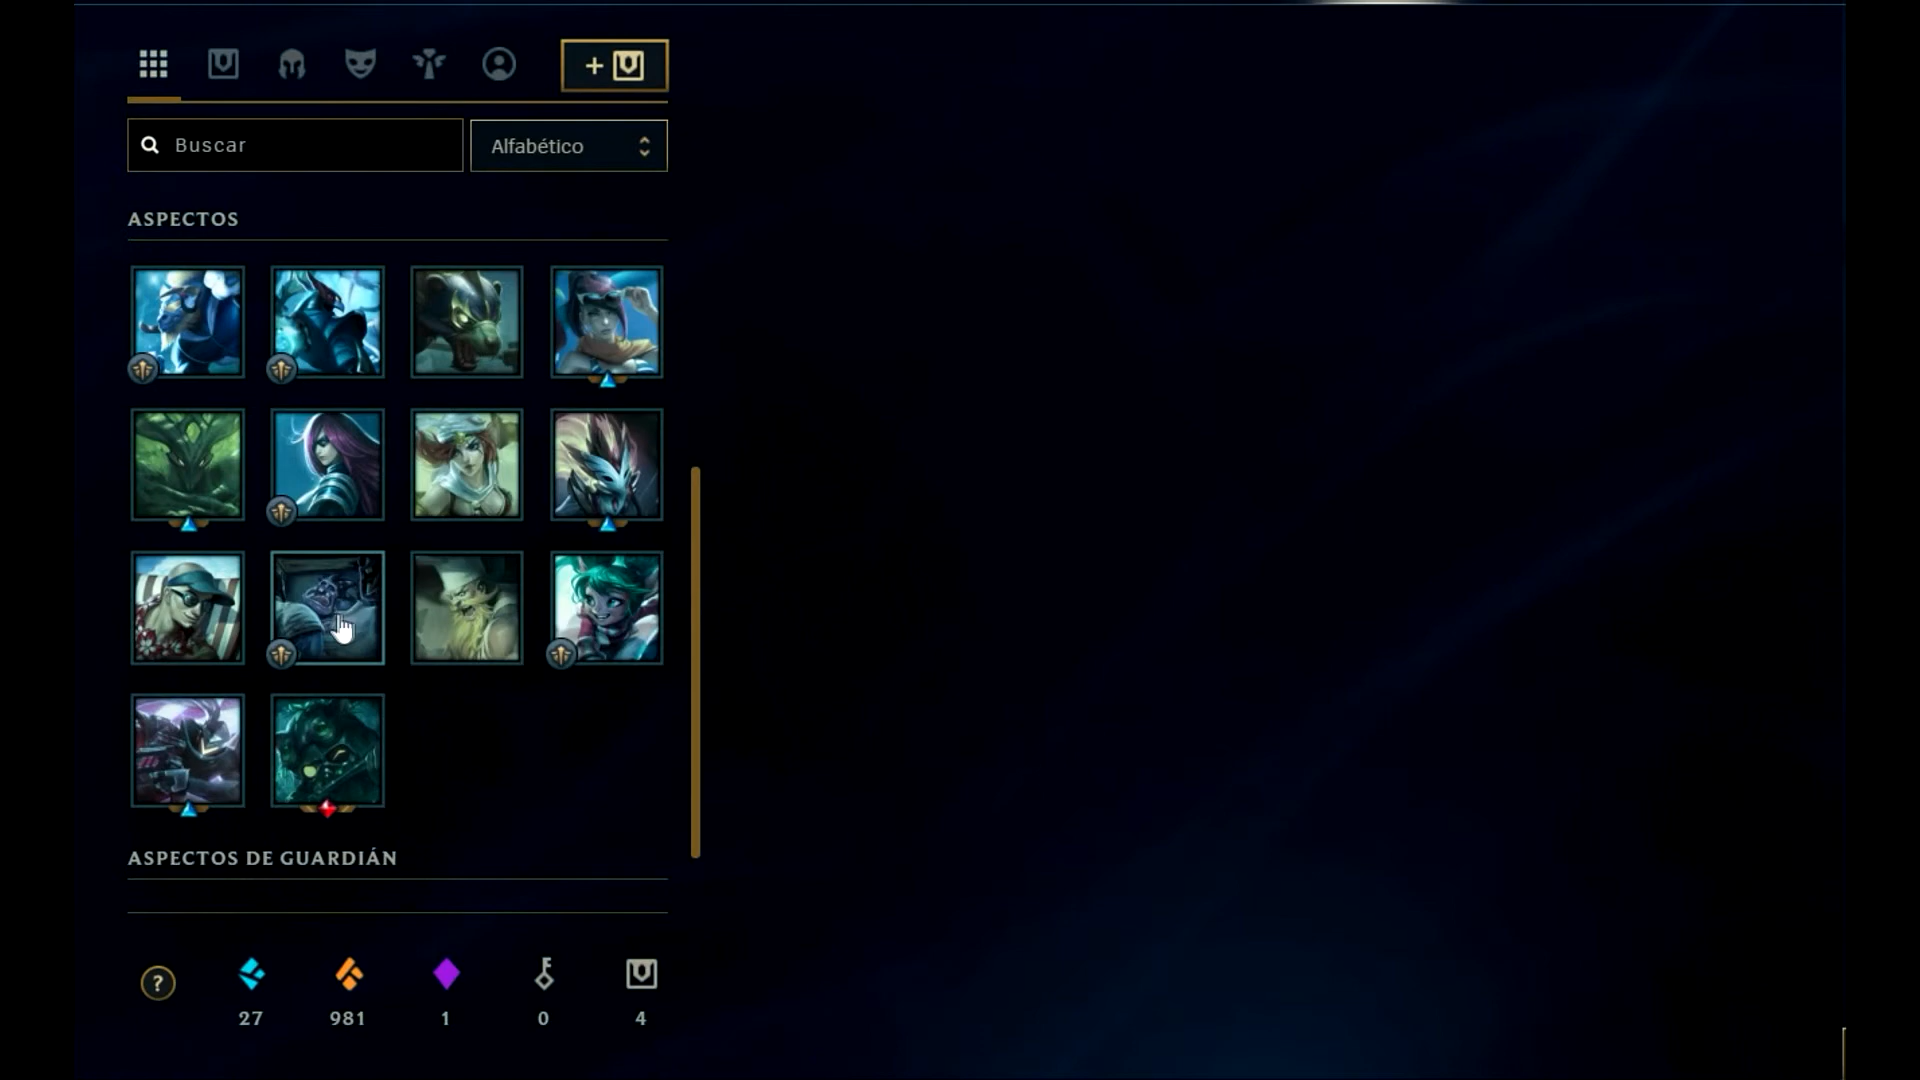 +
Buscar
Alfabético
ASPECTOS
ASPECTOS DE GUARDIÁN
?
27
981
1
0
4